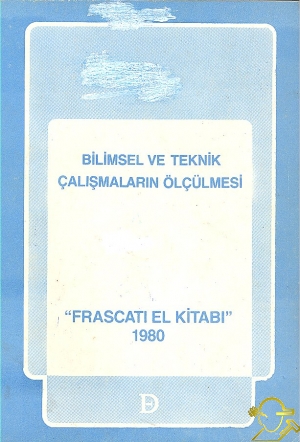 BİLİMSEL VE TEKNİK
ÇALIŞMALARIN ÖLÇÜLMESİ
"FRASCATI EL KİTABI"
1980